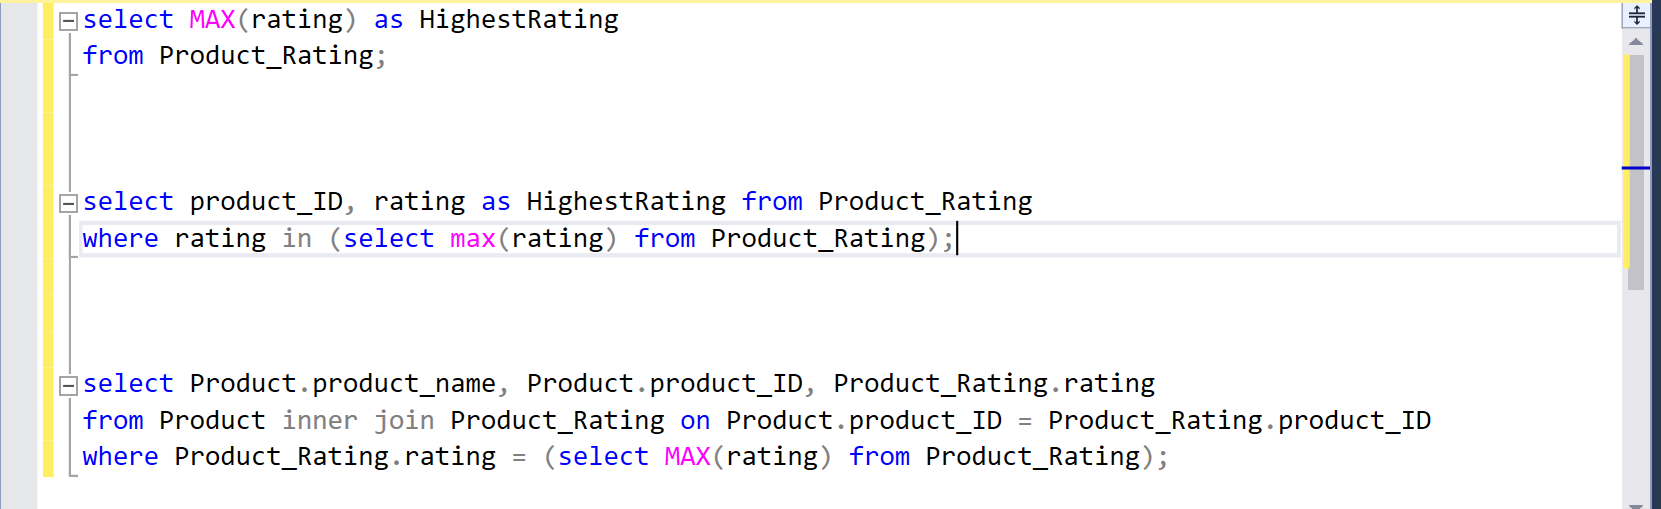 select MAX(rating) as HighestRating
from Product_Rating;
select product_ID, rating as HighestRating from Product_Rating
where rating in (select max(rating) from Product_Rating);
select Product.product_name, Product.product_ID, Product_Rating.rating
from Product inner join Product_Rating on Product.product_ID = Product_Rating.product_ID
where Product_Rating.rating = (select MAX(rating) from Product_Rating);